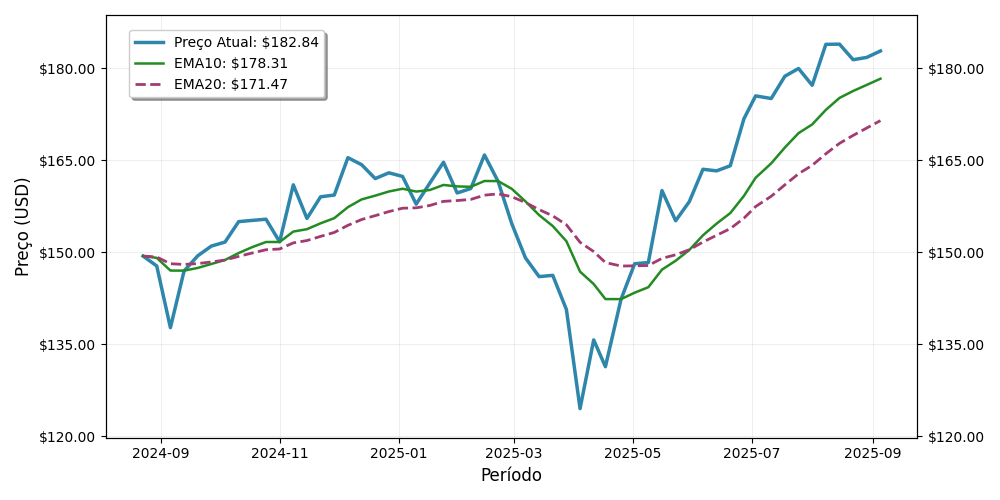 Preço Atual: $182.84
EMA10: $178.31
EMA20: $171.47
Preço (USD)
$180.00
$165.00
$150.00
$135.00
$120.00
$180.00
$165.00
$150.00
$135.00
$120.00
2024-09 2024-11 2025-01 2025-03 2025-05 2025-07 2025-09
Período